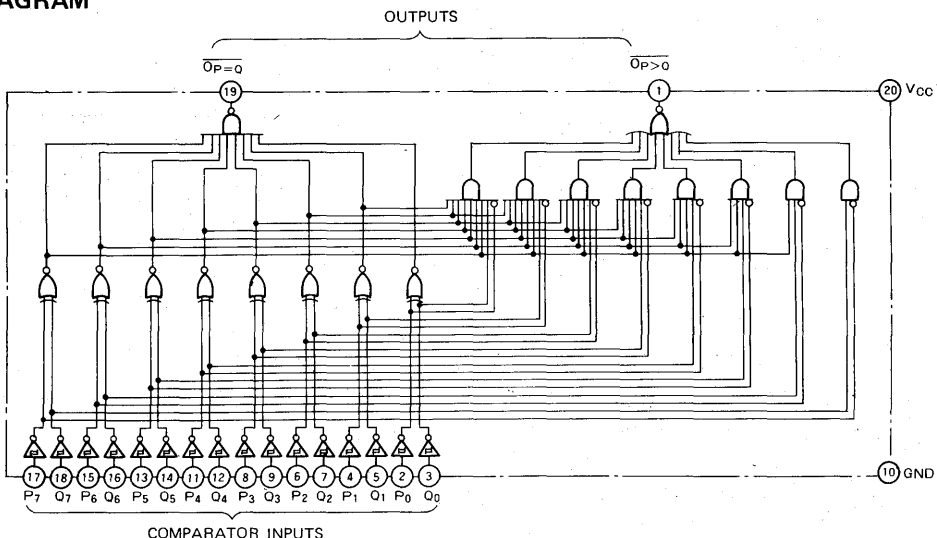 AGRAM
OUTPUTS
OP=Q
OP>Q
19
1
20 VCC
17 18 15 16 13 14 11 12 8 9 6 7 4 5 2 3
10 GND
P7 Q7 P6 Q6 P5 Q5 P4 Q4 P3 Q3 P2 Q2 P1 Q1 P0 Q0
COMPARATOR INPUTS